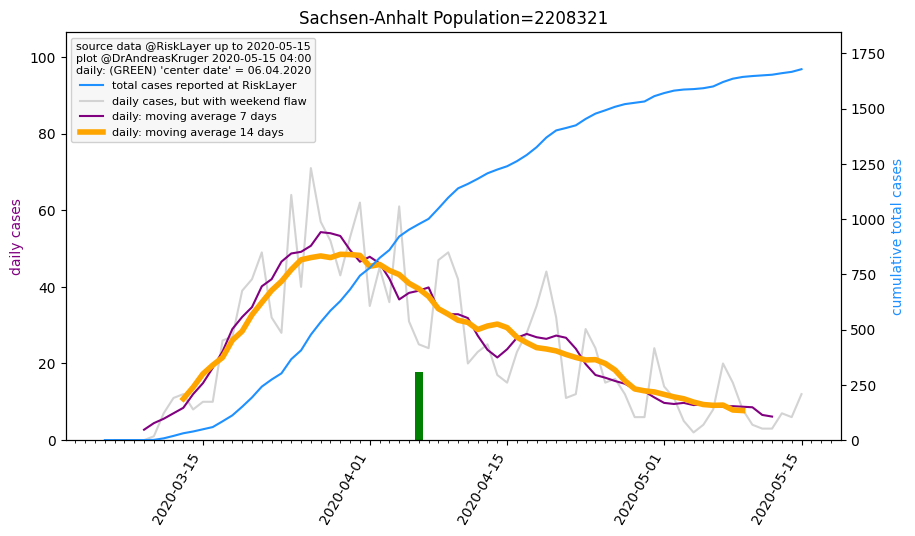 Sachsen-Anhalt Population=2208321
source data @RiskLayer up to 2020-05-15
plot @DrAndreasKruger 2020-05-15 04:00
daily: (GREEN) 'center date' = 06.04.2020
total cases reported at RiskLayer
daily cases, but with weekend flaw
daily: moving average 7 days
daily: moving average 14 days
daily cases
100
80
60
40
20
0
cumulative total cases
1750
1500
1250
1000
750
500
250
0
2020-03-15
2020-04-01
2020-04-15
2020-05-01
2020-05-15